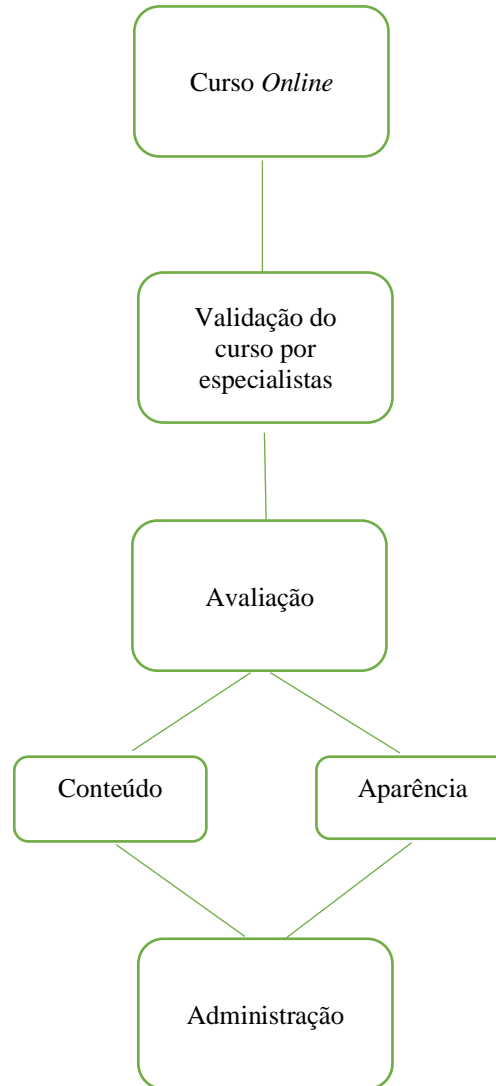 Curso Online
Validação do
curso por
especialistas
Avaliação
Conteúdo
Aparência
Administração